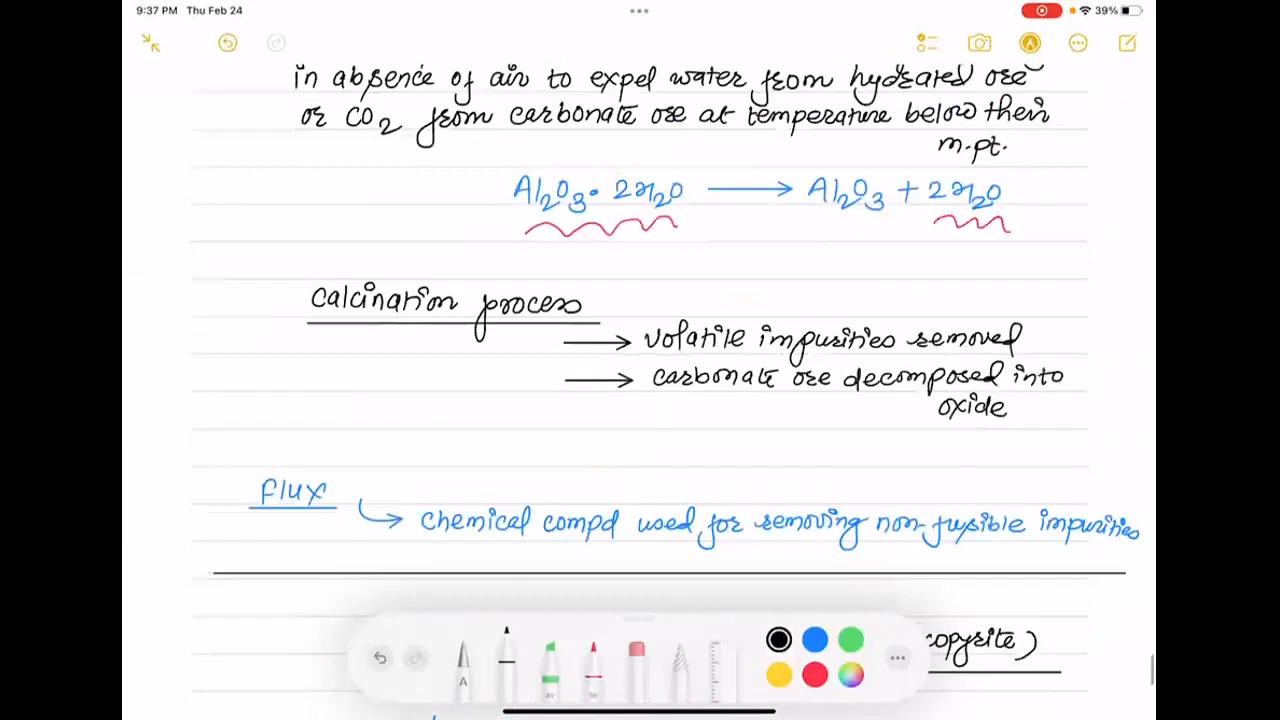 9:37 PM Thu Feb 24
39%
in absence of air to expel water from hydrated ore
or CO2 from carbonate ore at temperature below their
m.pt.
Al2O3 · 2H2O ⟶ Al2O3 + 2H2O
Calcination process
→ volatile impurities removed
→ carbonate ore decomposed into
oxide
Flux
↳ chemical compd used for removing non-fusible impurities
copyrite)
A